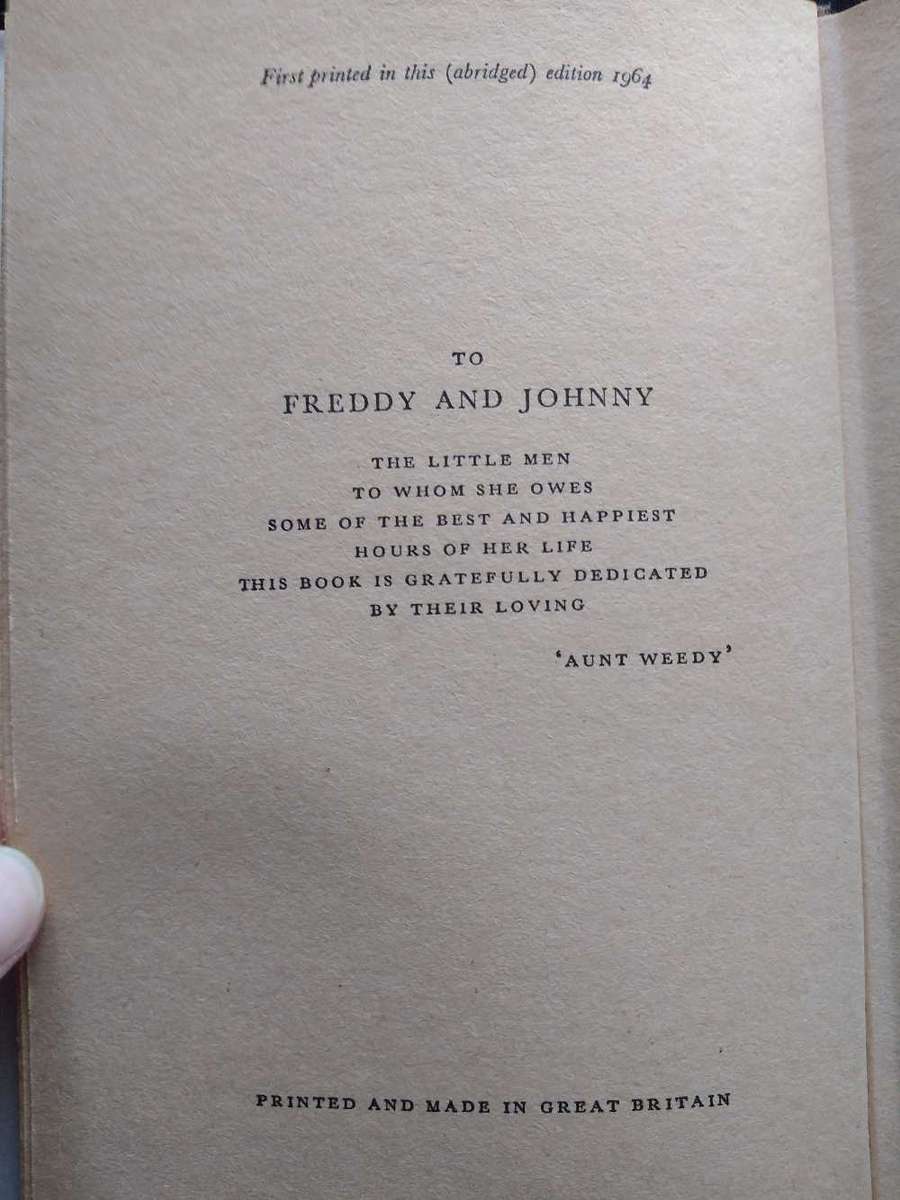 First printed in this (abridged) edition 1964
TO
FREDDY AND JOHNNY
THE LITTLE MEN
TO WHOM SHE OWES
SOME OF THE BEST AND HAPPIEST
HOURS OF HER LIFE
THIS BOOK IS GRATEFULLY DEDICATED
BY THEIR LOVING
‘AUNT WEEDY’
PRINTED AND MADE IN GREAT BRITAIN